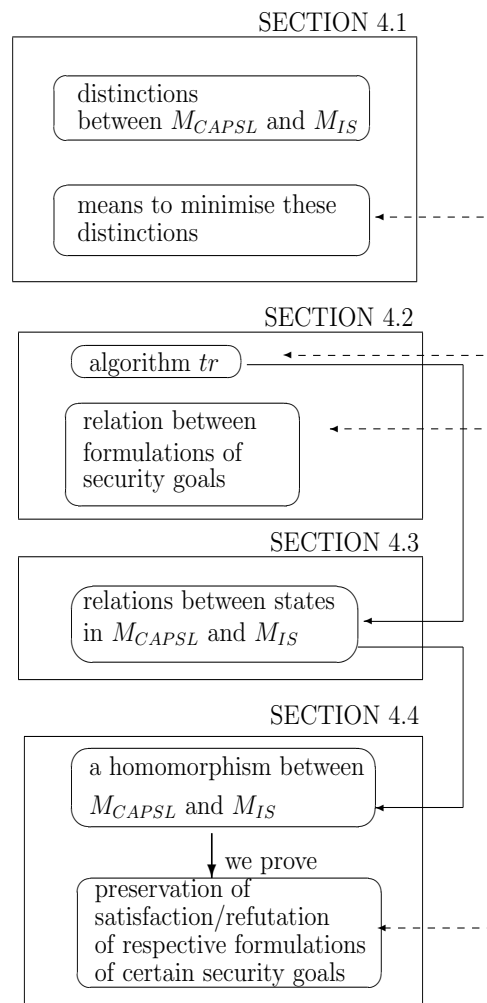 SECTION 4.1
distinctions
between M_CAPSL and M_IS
means to minimise these
distinctions
SECTION 4.2
algorithm tr
relation between
formulations of
security goals
SECTION 4.3
relations between states
in M_CAPSL and M_IS
SECTION 4.4
a homomorphism between
M_CAPSL and M_IS
we prove
preservation of
satisfaction/refutation
of respective formulations
of certain security goals